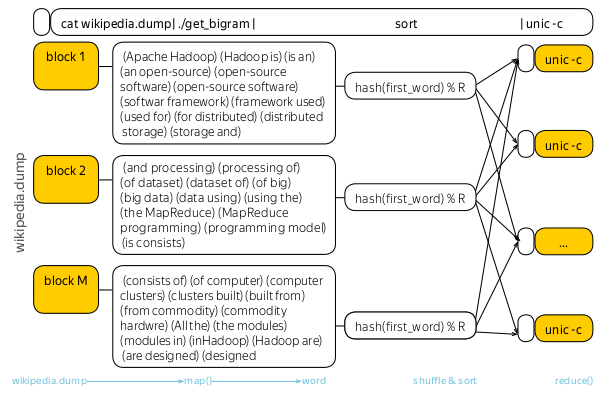 cat wikipedia.dump | ./get_bigram | sort | unic -c
wikipedia.dump
block 1
(Apache Hadoop) (Hadoop is) (is an)
(an open-source) (open-source
software) (open-source software)
(softwar framework) (framework used)
(used for) (for distributed) (distributed
storage) (storage and)
hash(first_word) % R
unic -c
unic -c
block 2
(and processing) (processing of)
(of dataset) (dataset of) (of big)
(big data) (data using) (using the)
(the MapReduce) (MapReduce
programming) (programming model)
(is consists)
hash(first_word) % R
...
block M
(consists of) (of computer) (computer
clusters) (clusters built) (built from)
(from commodity) (commodity
hardwre) (All the) (the modules)
(modules in) (inHadoop) (Hadoop are)
(are designed) (designed
hash(first_word) % R
unic -c
wikipedia.dump map() word shuffle & sort reduce()